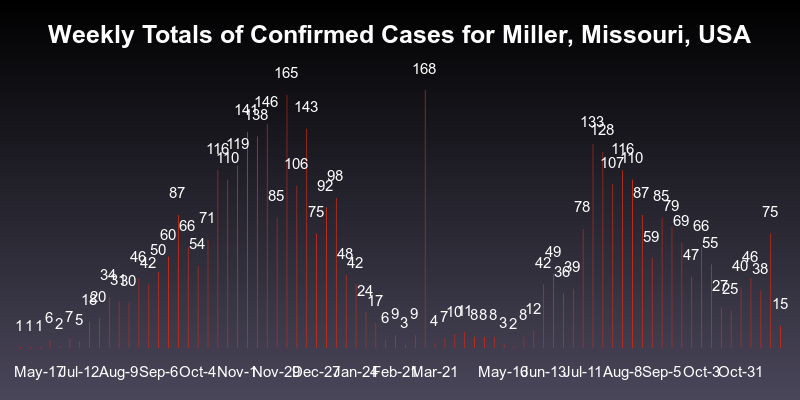 Weekly Totals of Confirmed Cases for Miller, Missouri, USA
1 1 1 6 2 7 5 18 20 34 31 30 46 42 50 60 87 66 54 71 116 110 119 141 138 146 85 165 106 143 75 92 98 48 42 24 17 6 9 3 9 168 4 7 10 11 8 8 8 3 2 8 12 42 49 36 39 78 133 128 107 116 110 87 59 85 79 69 47 66 55 27 25 40 46 38 75 15
May-17 Jul-12 Aug-9 Sep-6 Oct-4 Nov-1 Nov-29 Dec-27 Jan-24 Feb-21 Mar-21 May-16 Jun-13 Jul-11 Aug-8 Sep-5 Oct-3 Oct-31